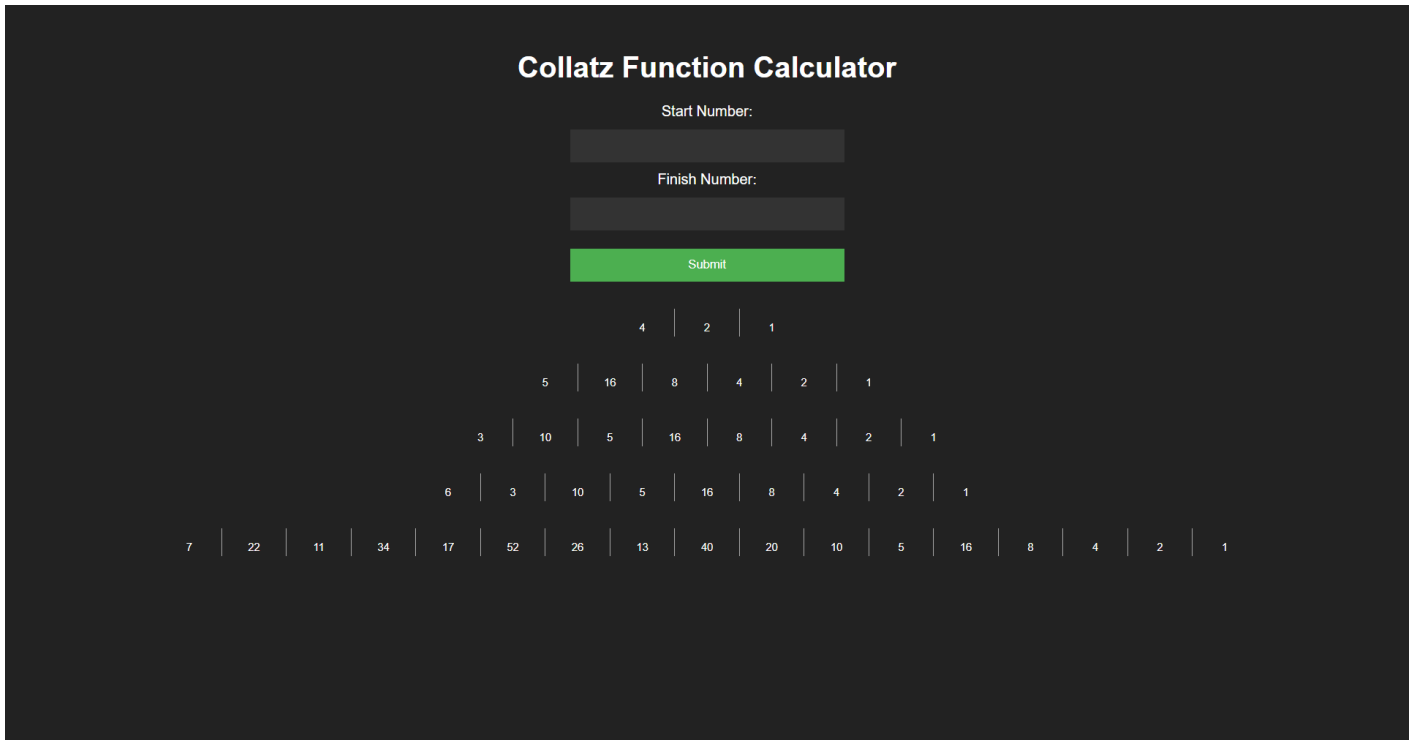 Collatz Function Calculator
Start Number:
Finish Number:
Submit
4 2 1
5 16 8 4 2 1
3 10 5 16 8 4 2 1
6 3 10 5 16 8 4 2 1
7 22 11 34 17 52 26 13 40 20 10 5 16 8 4 2 1